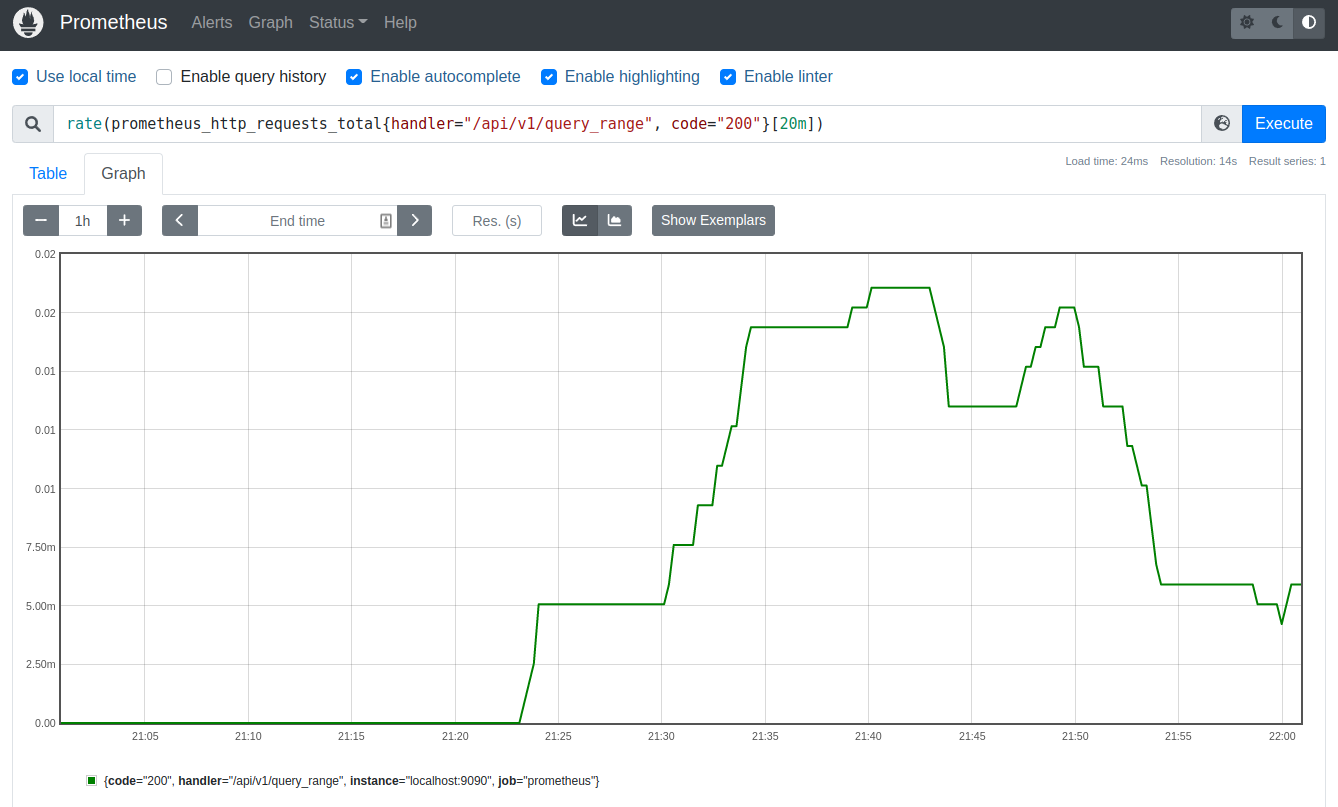 Prometheus Alerts Graph Status Help
Use local time Enable query history Enable autocomplete Enable highlighting Enable linter
rate(prometheus_http_requests_total{handler="/api/v1/query_range", code="200"}[20m]) Execute
Load time: 24ms Resolution: 14s Result series: 1
Table Graph
1h End time Res. (s) Show Exemplars
0.02
0.02
0.01
0.01
0.01
7.50m
5.00m
2.50m
0.00
21:05 21:10 21:15 21:20 21:25 21:30 21:35 21:40 21:45 21:50 21:55 22:00
{code="200", handler="/api/v1/query_range", instance="localhost:9090", job="prometheus"}